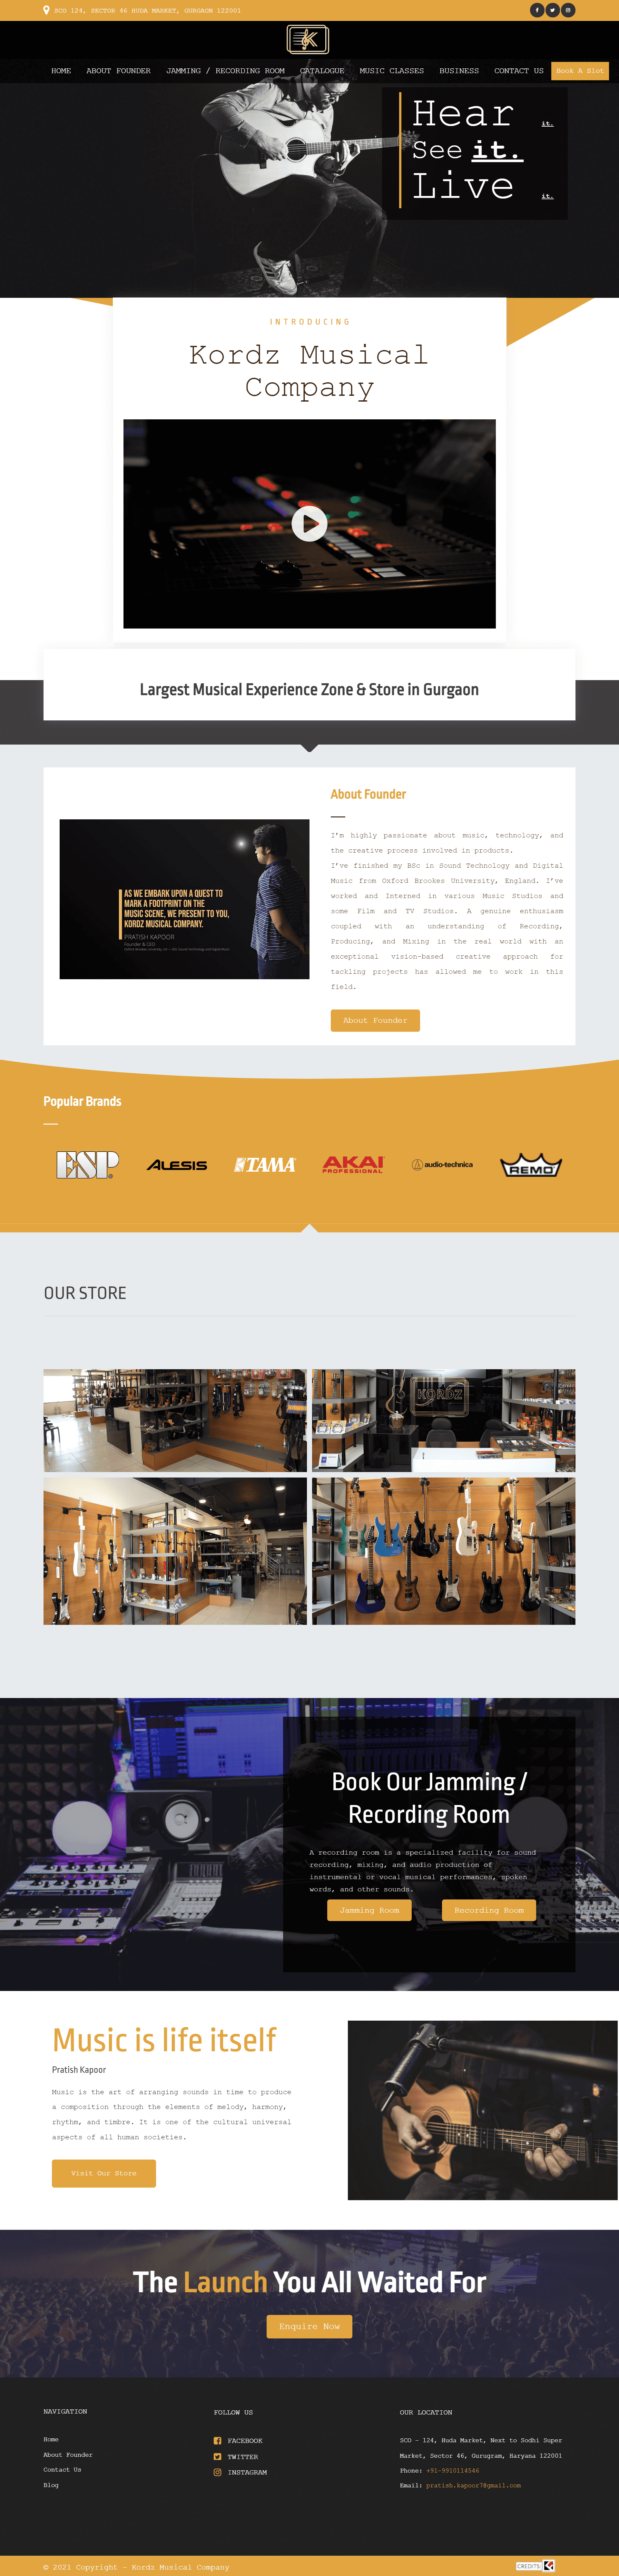 SCO 124, SECTOR 46 HUDA MARKET, GURGAON 122001
HOME ABOUT FOUNDER JAMMING / RECORDING ROOM CATALOGUE MUSIC CLASSES BUSINESS CONTACT US Book A Slot
Hear it.
See it.
Live it.
INTRODUCING
Kordz Musical
Company
Largest Musical Experience Zone & Store in Gurgaon
AS WE EMBARK UPON A QUEST TO
MARK A FOOTPRINT ON THE
MUSIC SCENE, WE PRESENT TO YOU,
KORDZ MUSICAL COMPANY.
PRATISH KAPOOR
Founder & CEO
About Founder
I'm highly passionate about music, technology, and
the creative process involved in products.
I've finished my BSc in Sound Technology and Digital
Music from Oxford Brookes University, England. I've
worked and Interned in various Music Studios and
some Film and TV Studios. A genuine enthusiasm
coupled with an understanding of Recording,
Producing, and Mixing in the real world with an
exceptional vision-based creative approach for
tackling projects has allowed me to work in this
field.
About Founder
Popular Brands
ESP ALESIS TAMA AKAI PROFESSIONAL audio-technica REMO
OUR STORE
KORDZ
Book Our Jamming /
Recording Room
A recording room is a specialized facility for sound
recording, mixing, and audio production of
instrumental or vocal musical performances, spoken
words, and other sounds.
Jamming Room Recording Room
Music is life itself
Pratish Kapoor
Music is the art of arranging sounds in time to produce
a composition through the elements of melody, harmony,
rhythm, and timbre. It is one of the cultural universal
aspects of all human societies.
Visit Our Store
The Launch You All Waited For
Enquire Now
NAVIGATION
Home
About Founder
Contact Us
Blog
FOLLOW US
FACEBOOK
TWITTER
INSTAGRAM
OUR LOCATION
SCO - 124, Huda Market, Next to Sodhi Super
Market, Sector 46, Gurugram, Haryana 122001
Phone: +91-9910114546
Email: pratish.kapoor7@gmail.com
© 2021 Copyright - Kordz Musical Company
CREDITS